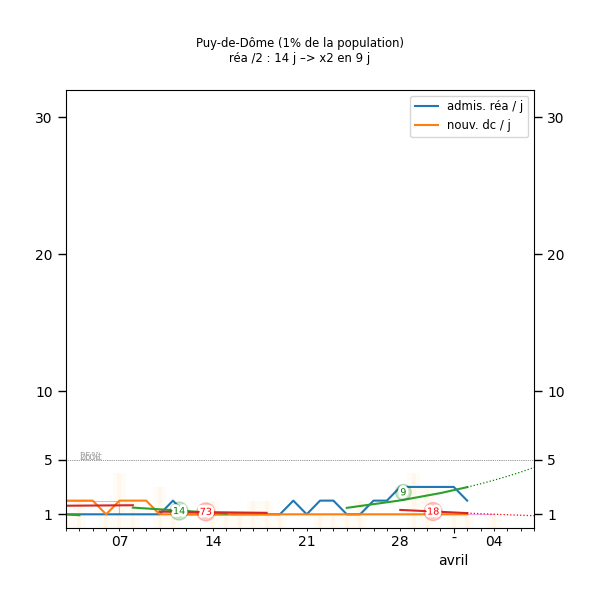 Puy-de-Dôme (1% de la population)
réa /2 : 14 j –> x2 en 9 j
admis. réa / j
nouv. dc / j
30 30
20 20
10 10
5 5
1 1
9
-14
-73
-18
07 14 21 28 - 04
avril